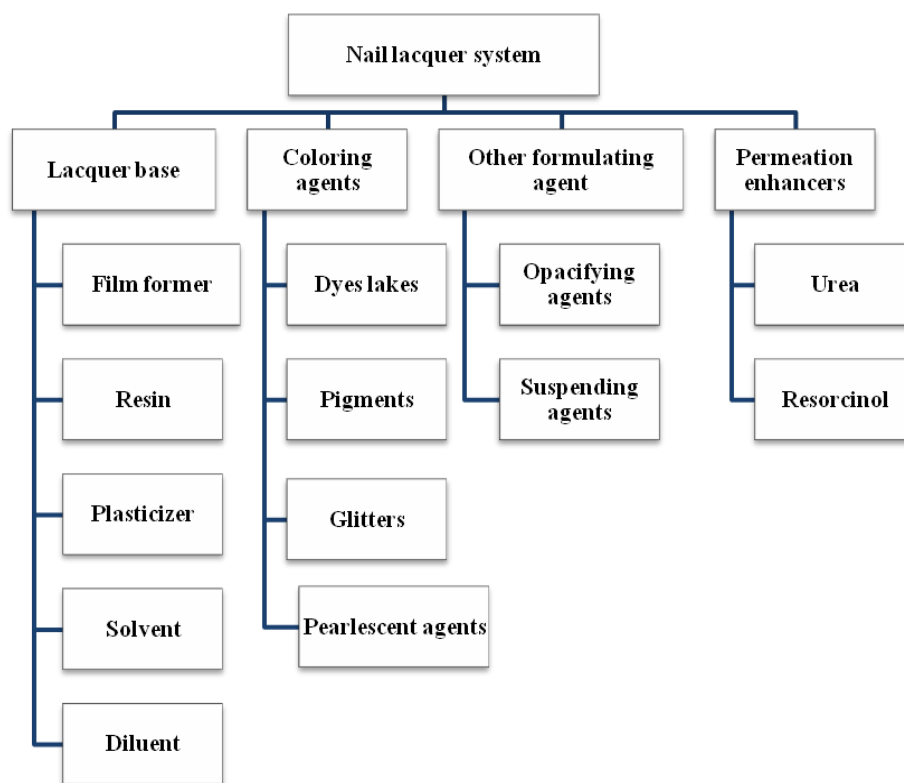 Nail lacquer system
Lacquer base
Coloring
agents
Other formulating
agent
Permeation
enhancers
Film former
Resin
Plasticizer
Solvent
Diluent
Dyes lakes
Pigments
Glitters
Pearlescent agents
Opacifying
agents
Suspending
agents
Urea
Resorcinol